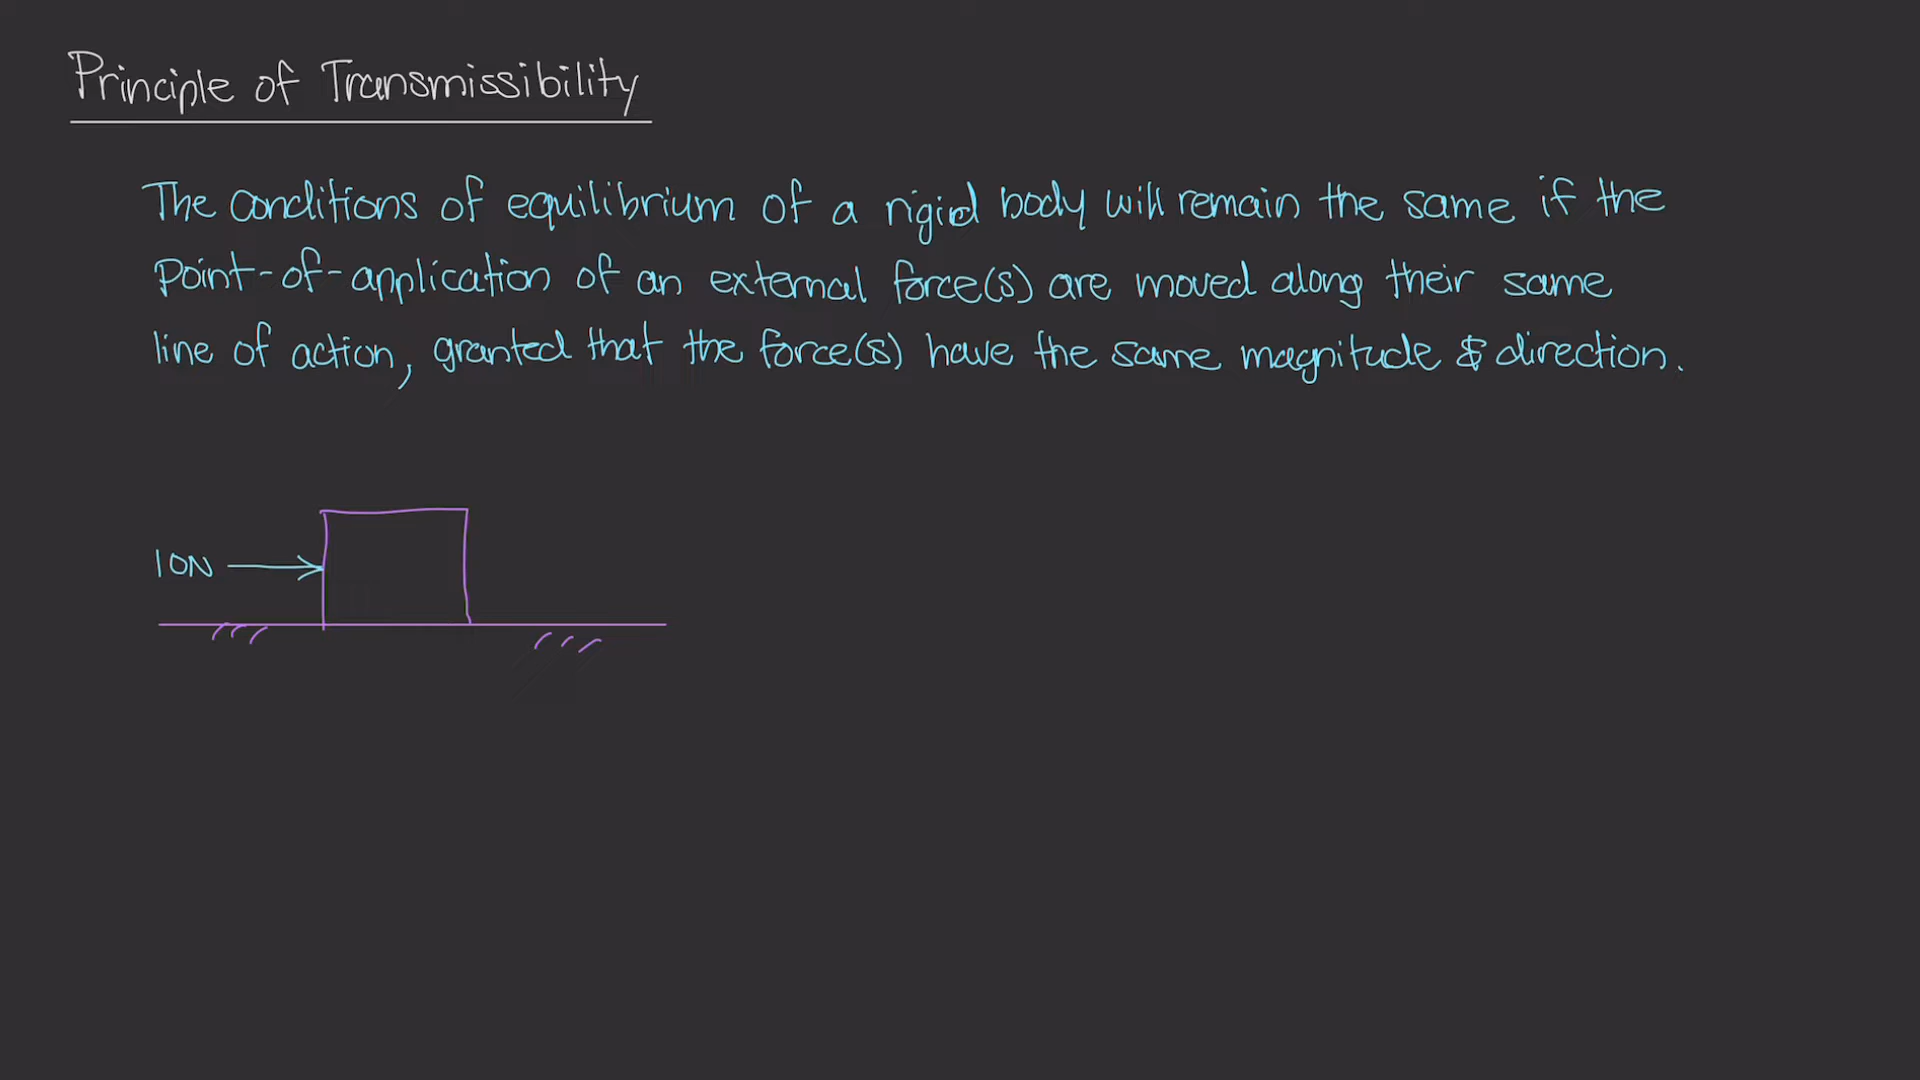 Principle of Transmissibility
The conditions of equilibrium of a rigid body will remain the same if the
point-of-application of an external force(s) are moved along their same
line of action, granted that the force(s) have the same magnitude & direction.
10N